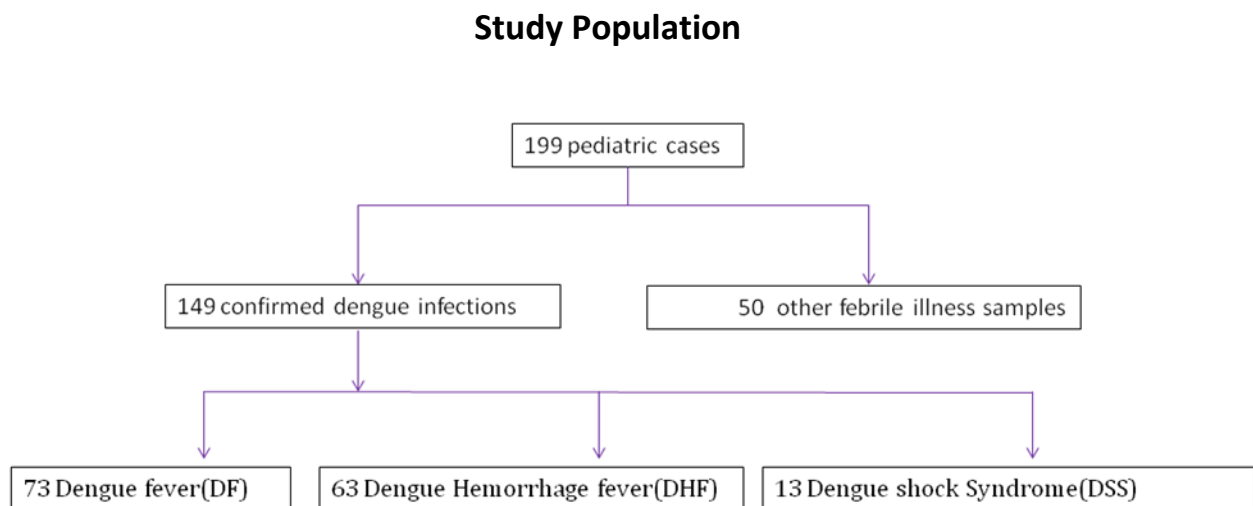 Study Population
199 pediatric cases
149 confirmed dengue infections
50 other febrile illness samples
73 Dengue fever(DF)
63 Dengue Hemorrhage fever(DHF)
13 Dengue shock Syndrome(DSS)